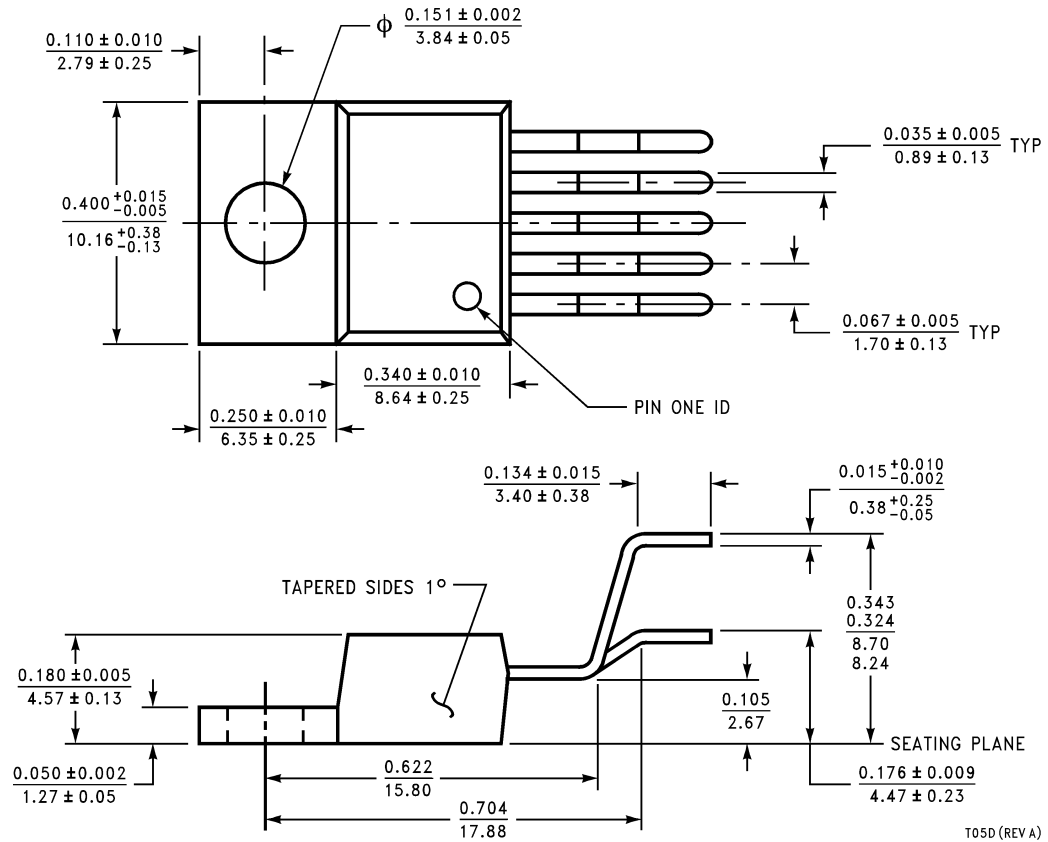 ϕ 0.151 ± 0.002
3.84 ± 0.05
0.110 ± 0.010
2.79 ± 0.25
0.035 ± 0.005 TYP
0.89 ± 0.13
0.400 +0.015 -0.005
10.16 +0.38 -0.13
0.067 ± 0.005 TYP
1.70 ± 0.13
0.340 ± 0.010
8.64 ± 0.25
PIN ONE ID
0.250 ± 0.010
6.35 ± 0.25
0.134 ± 0.015
3.40 ± 0.38
0.015 +0.010 -0.002
0.38 +0.25 -0.05
TAPERED SIDES 1°
0.343
0.324
8.70
8.24
0.180 ± 0.005
4.57 ± 0.13
0.105
2.67
SEATING PLANE
0.050 ± 0.002
1.27 ± 0.05
0.622
15.80
0.176 ± 0.009
4.47 ± 0.23
0.704
17.88
T05D (REV A)